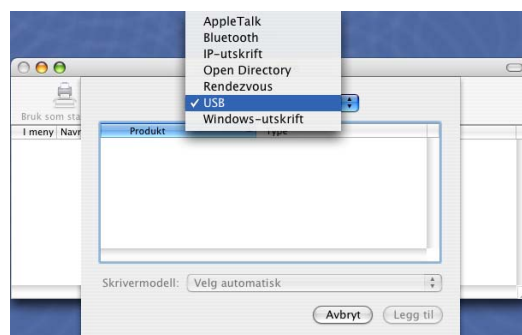 AppleTalk
Bluetooth
IP-utskrift
Open Directory
Rendezvous
✓ USB
Windows-utskrift
Bruk som sta
I meny Navn
Produkt Type
Skrivermodell: Velg automatisk
Avbryt Legg til